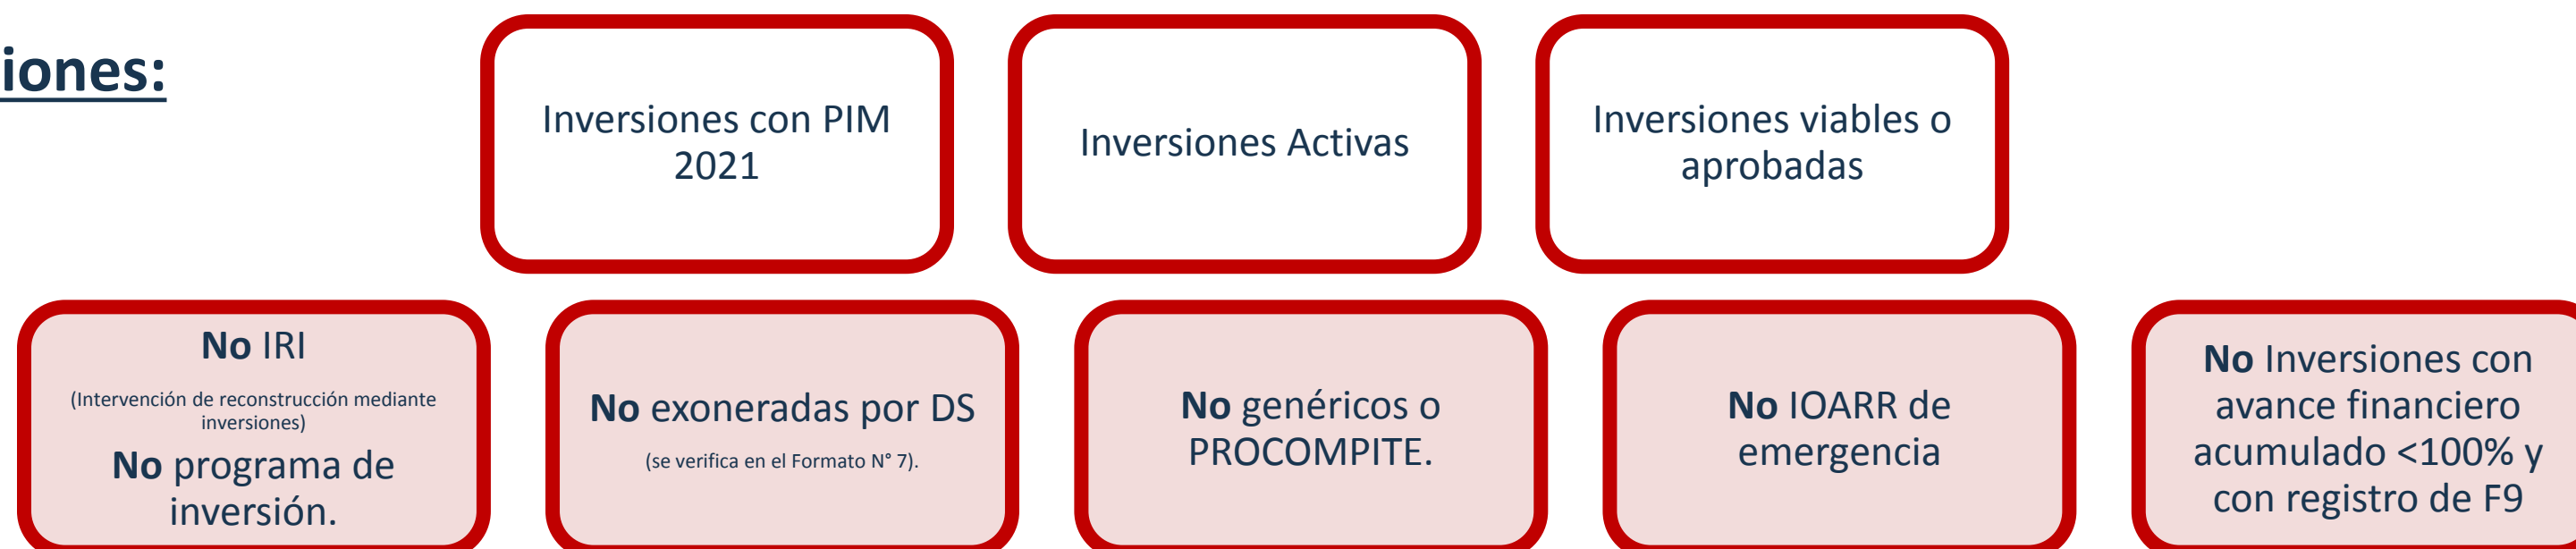 iones:
Inversiones con PIM
2021
Inversiones Activas
Inversiones viables o
aprobadas
No IRI
(Intervención de reconstrucción mediante
inversiones)
No programa de
inversión.
No exoneradas por DS
(se verifica en el Formato N° 7).
No genéricos o
PROCOMPITE.
No IOARR de
emergencia
No Inversiones con
avance financiero
acumulado <100% y
con registro de F9